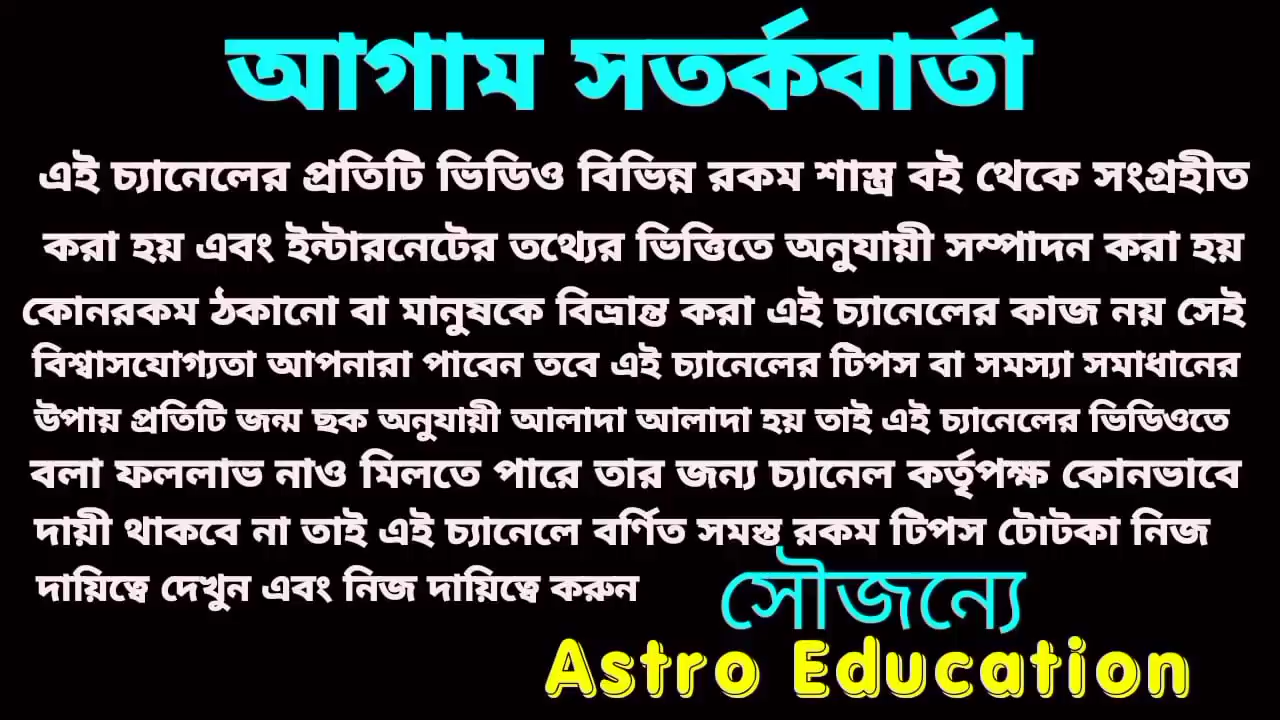 আগাম সতর্কবার্তা
এই চ্যানেলের প্রতিটি ভিডিও বিভিন্ন রকম শাস্ত্র বই থেকে সংগ্রহীত
করা হয় এবং ইন্টারনেটের তথ্যের ভিত্তিতে অনুযায়ী সম্পাদন করা হয়
কোনরকম ঠকানো বা মানুষকে বিভ্রান্ত করা এই চ্যানেলের কাজ নয় সেই
বিশ্বাসযোগ্যতা আপনারা পাবেন তবে এই চ্যানেলের টিপস বা সমস্যা সমাধানের
উপায় প্রতিটি জন্ম ছক অনুযায়ী আলাদা আলাদা হয় তাই এই চ্যানেলের ভিডিওতে
বলা ফললাভ নাও মিলতে পারে তার জন্য চ্যানেল কর্তৃপক্ষ কোনভাবে
দায়ী থাকবে না তাই এই চ্যানেলে বর্ণিত সমস্ত রকম টিপস টোটকা নিজ
দায়িত্বে দেখুন এবং নিজ দায়িত্বে করুন
সৌজন্যে
Astro Education